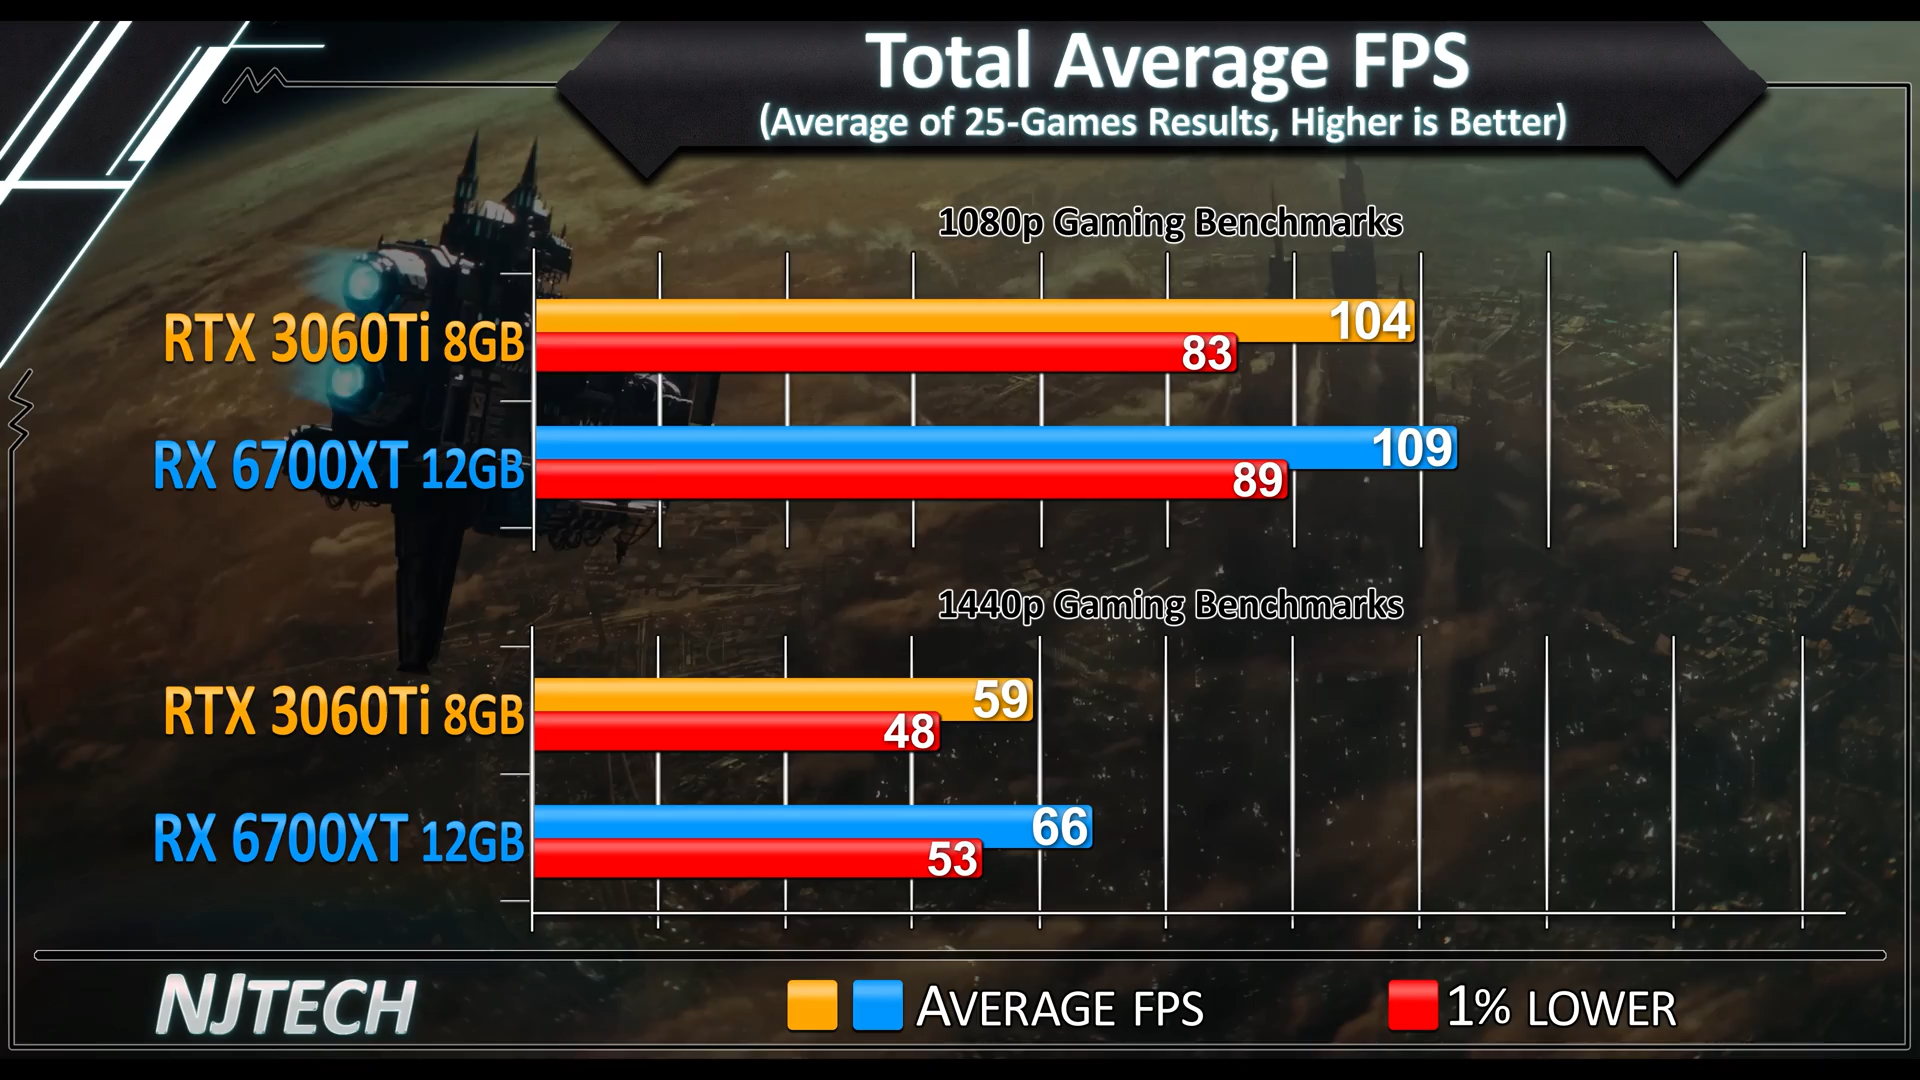 Total Average FPS
(Average of 25-Games Results, Higher is Better)
1080p Gaming Benchmarks
RTX 3060Ti 8GB
104
83
RX 6700XT 12GB
109
89
1440p Gaming Benchmarks
RTX 3060Ti 8GB
59
48
RX 6700XT 12GB
66
53
NJTECH
AVERAGE FPS
1% LOWER